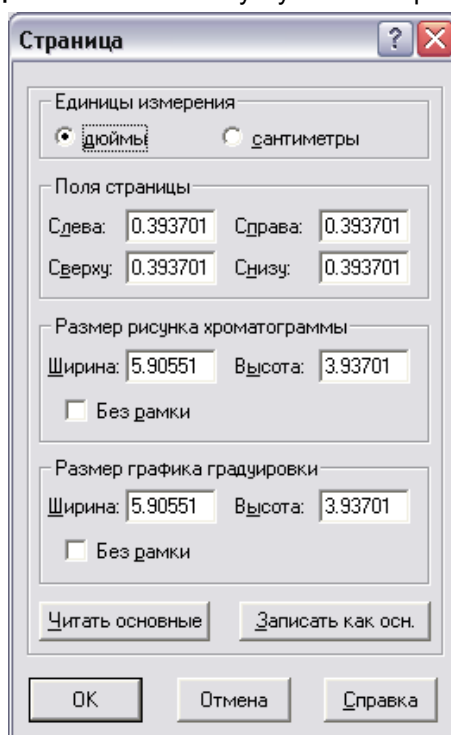 Страница
Единицы измерения
дюймы сантиметры
Поля страницы
Слева: 0.393701 Справа: 0.393701
Сверху: 0.393701 Снизу: 0.393701
Размер рисунка хроматограммы
Ширина: 5.90551 Высота: 3.93701
Без рамки
Размер графика градуировки
Ширина: 5.90551 Высота: 3.93701
Без рамки
Читать основные Записать как осн.
OK Отмена Справка